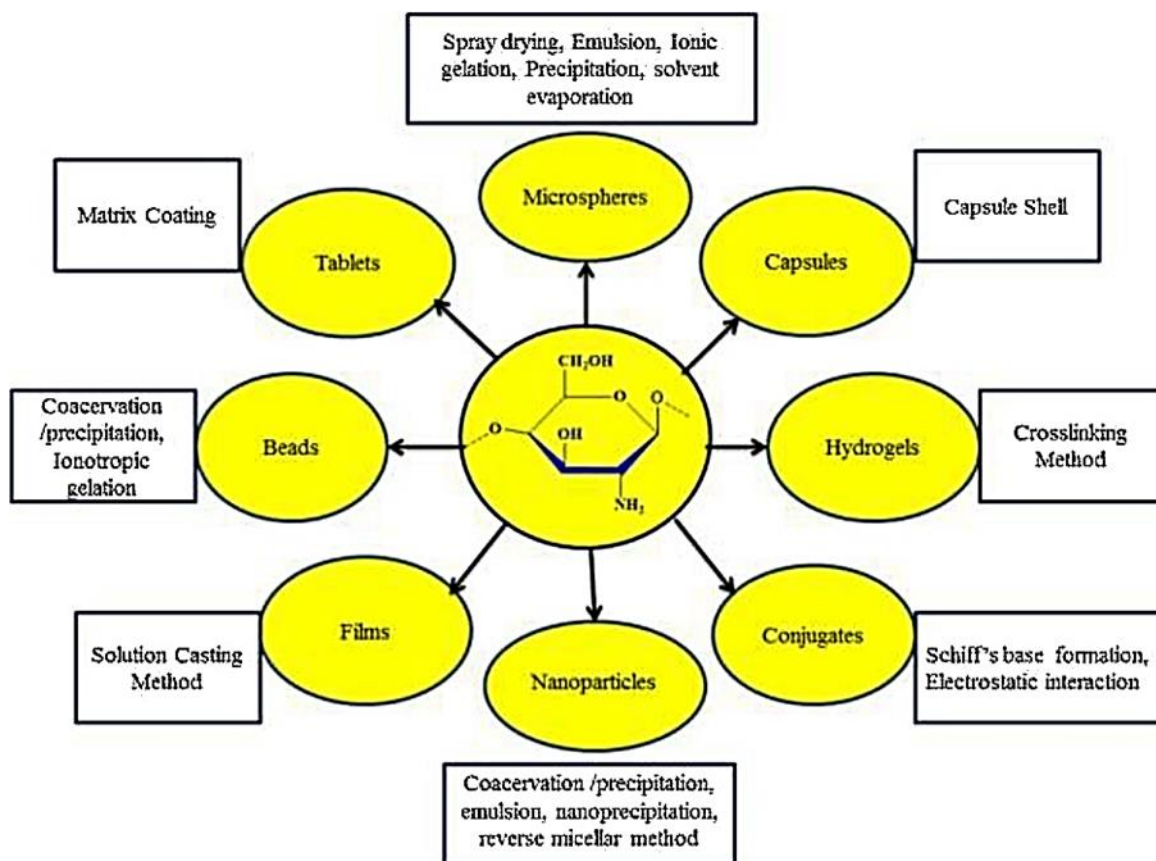 Spray drying, Emulsion, Ionic
gelation, Precipitation, solvent
evaporation
Microspheres
Matrix Coating
Tablets
Capsules
Capsule Shell
CH2OH
O
O
O
OH
NH2
Coacervation
/precipitation,
Ionotropic
gelation
Beads
Hydrogels
Crosslinking
Method
Solution Casting
Method
Films
Nanoparticles
Conjugates
Schiff's base formation,
Electrostatic interaction
Coacervation /precipitation,
emulsion, nanoprecipitation,
reverse micellar method